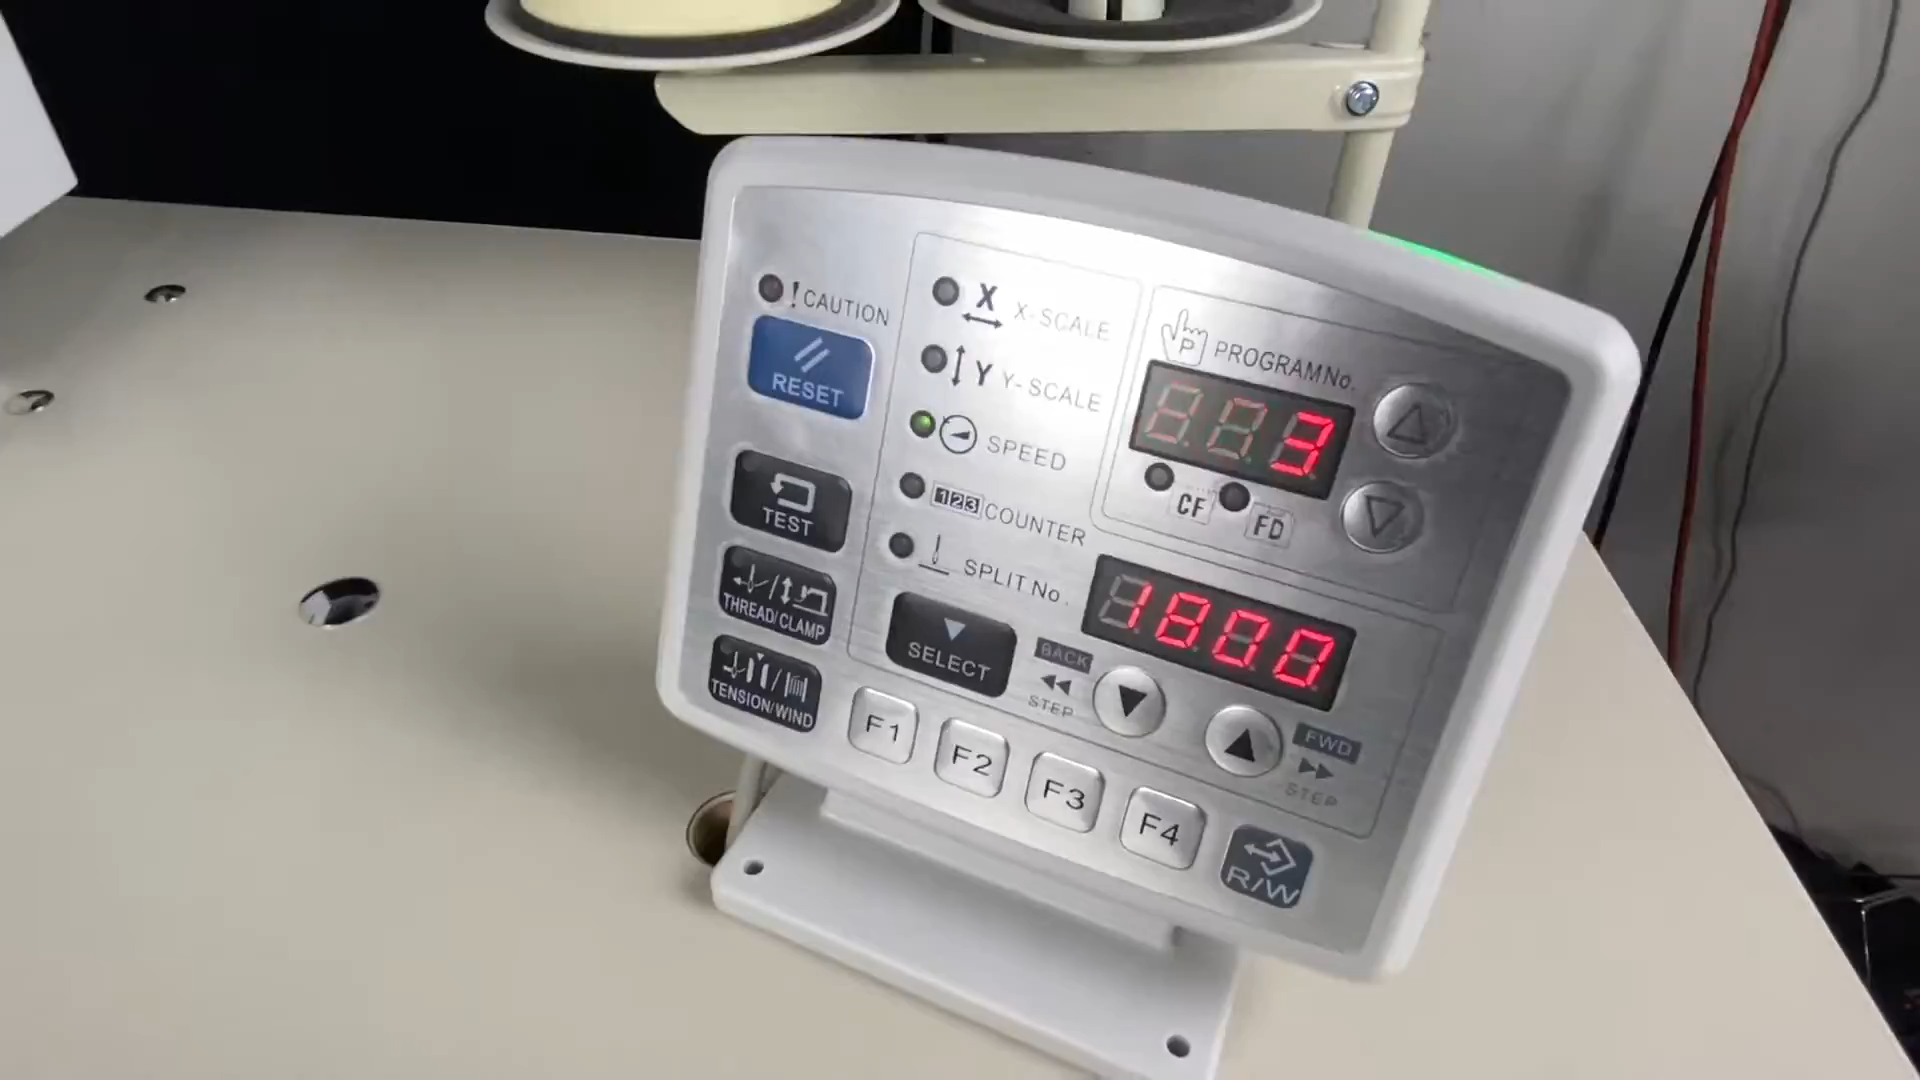 ! CAUTION
RESET
TEST
THREAD/CLAMP
TENSION/WIND
X X-SCALE
Y Y-SCALE
SPEED
123 COUNTER
SPLIT No.
SELECT
P PROGRAM No.
3
CF FD
1800
BACK
STEP
FWD
STEP
F1 F2 F3 F4
R/W